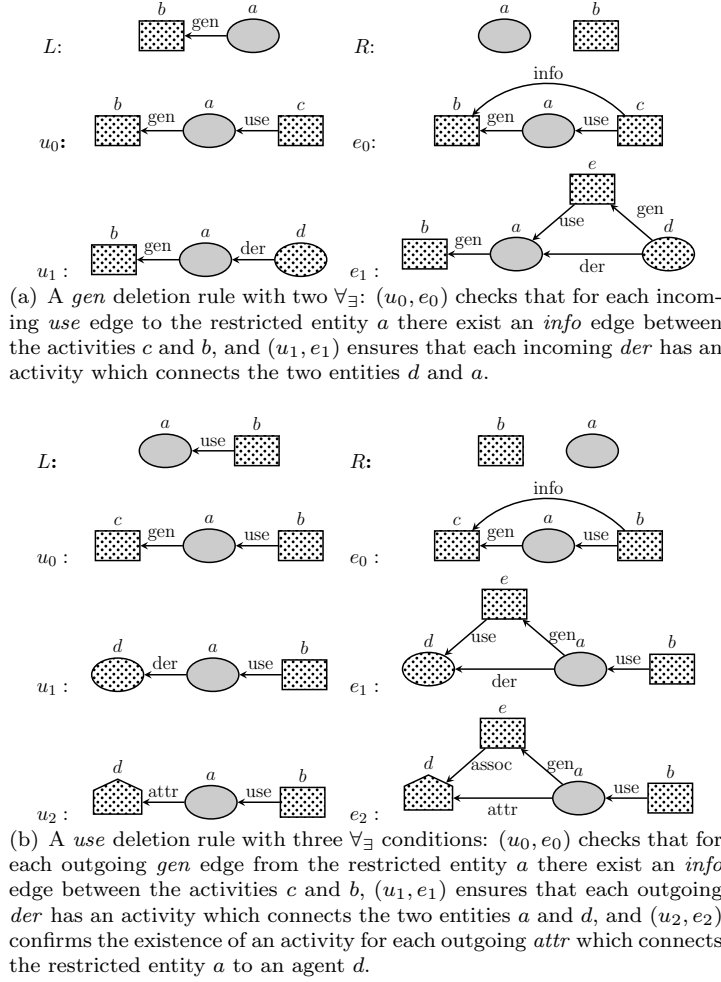 b a b
L: gen a R:
info
b a c b a c
gen use gen use
u0: e0:
e
b a d b a use gen d
gen der gen
u1 : e1 : der
(a) A gen deletion rule with two ∀∃: (u0, e0) checks that for each incom-
ing use edge to the restricted entity a there exist an info edge between
the activities c and b, and (u1, e1) ensures that each incoming der has an
activity which connects the two entities d and a.
a b b a
L: use R:
info
c a b c a b
gen use gen use
u0 : e0 :
e
d a b d use gen a b
der use use
u1 : e1 : der
e
d a b d assoc gen a b
attr use use
u2 : e2 : attr
(b) A use deletion rule with three ∀∃ conditions: (u0, e0) checks that for
each outgoing gen edge from the restricted entity a there exist an info
edge between the activities c and b, (u1, e1) ensures that each outgoing
der has an activity which connects the two entities a and d, and (u2, e2)
confirms the existence of an activity for each outgoing attr which connects
the restricted entity a to an agent d.